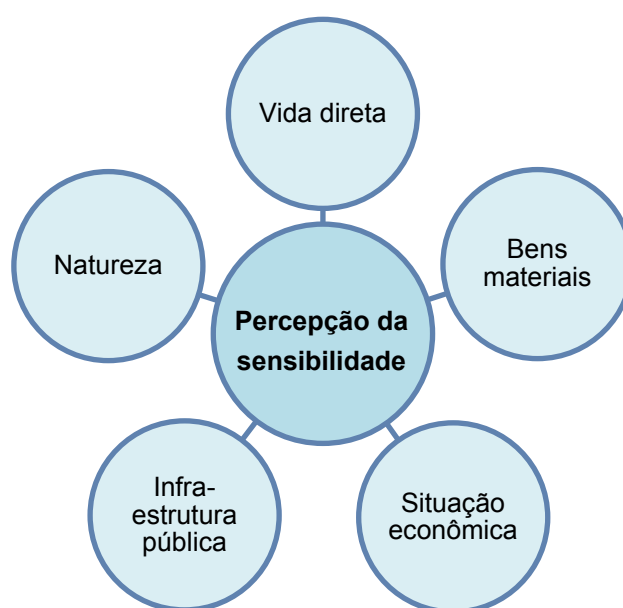 Vida direta
Natureza
Bens
materiais
Percepção da
sensibilidade
Infra-
estrutura
pública
Situação
econômica